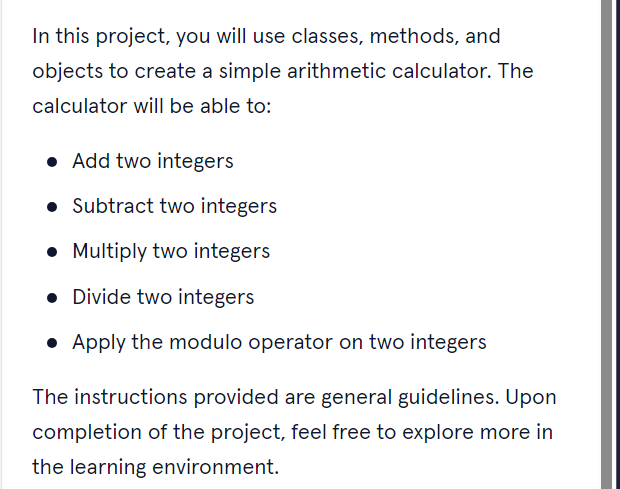 In this project, you will use classes, methods, and
objects to create a simple arithmetic calculator. The
calculator will be able to:
● Add two integers
● Subtract two integers
● Multiply two integers
● Divide two integers
● Apply the modulo operator on two integers
The instructions provided are general guidelines. Upon
completion of the project, feel free to explore more in
the learning environment.